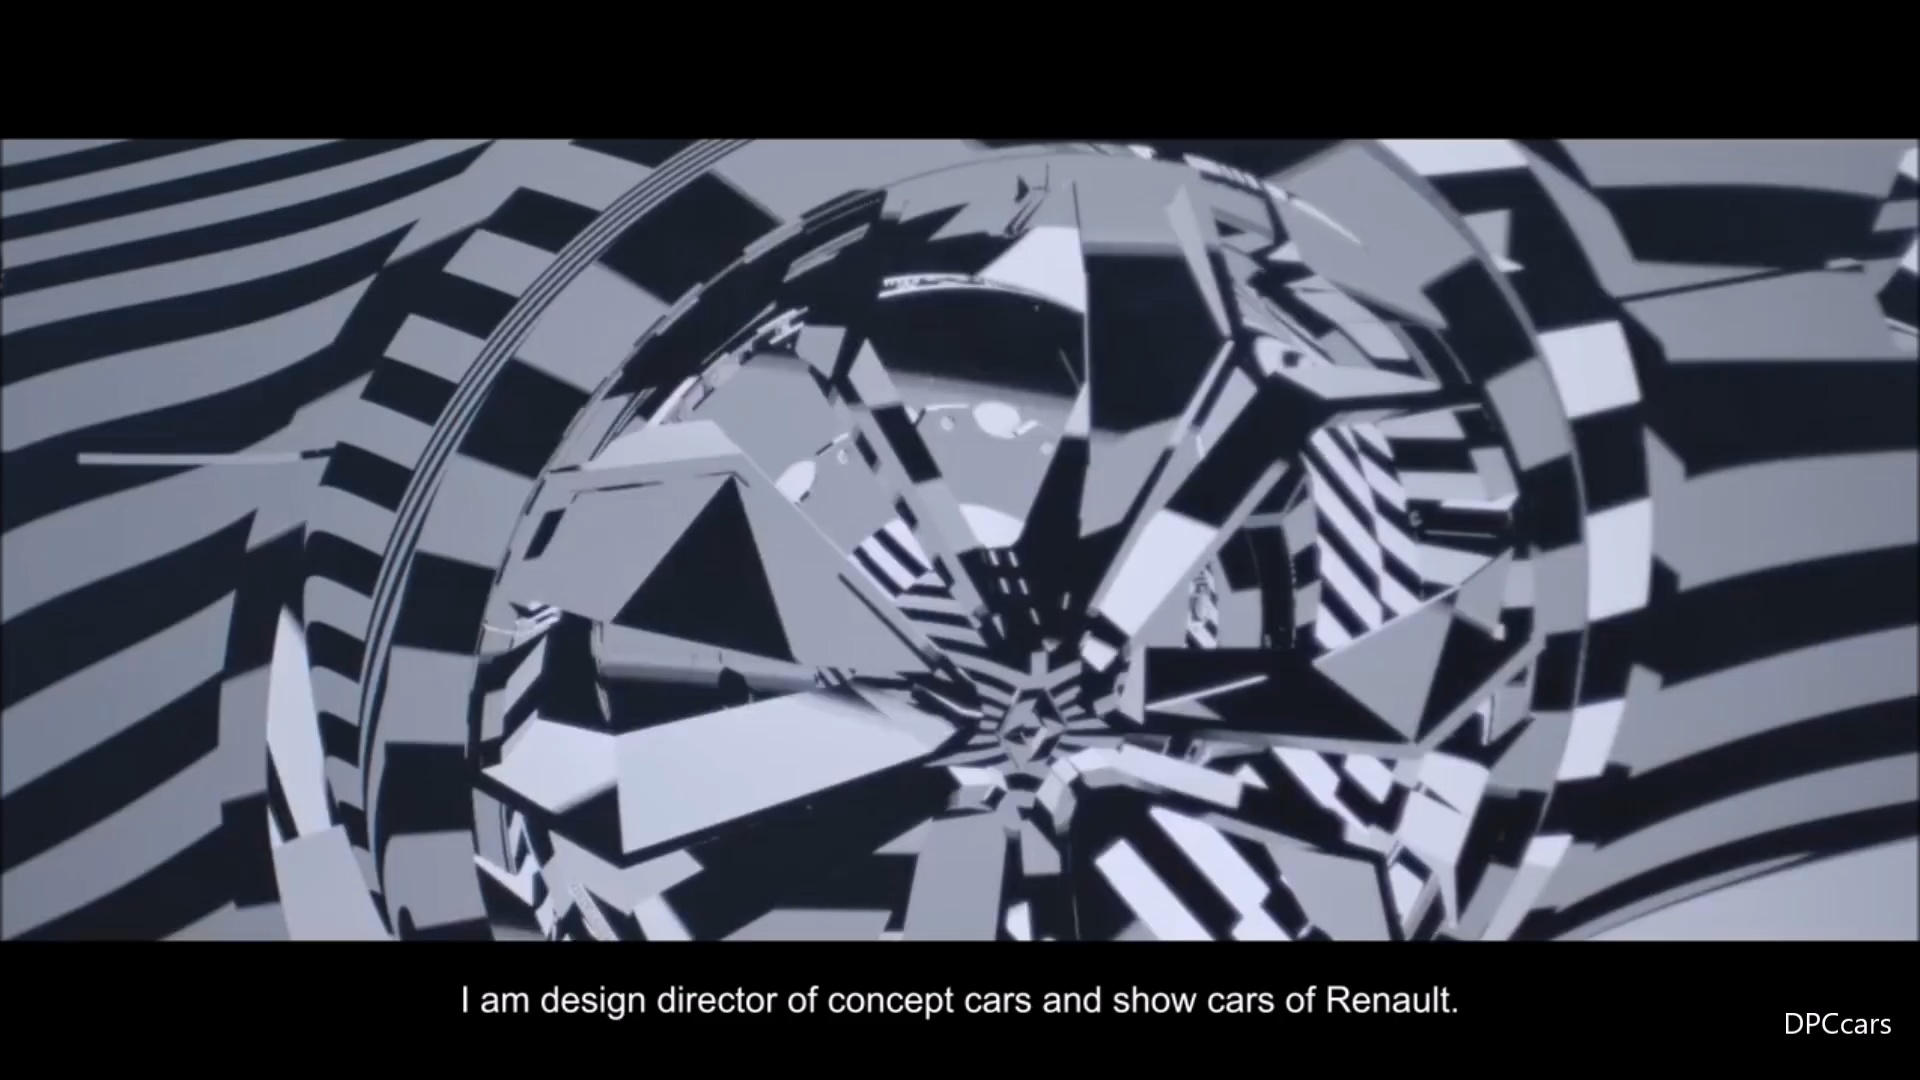 I am design director of concept cars and show cars of Renault.
DPCcars